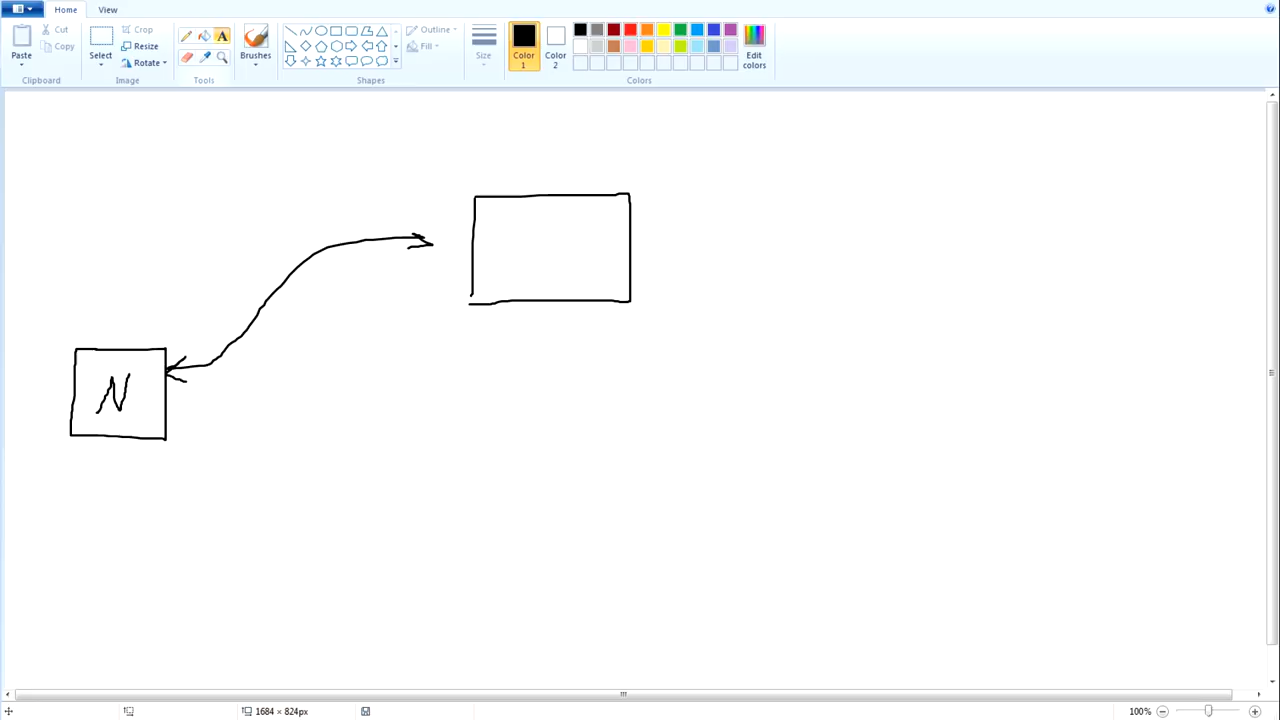 Home
View
Paste
Cut
Copy
Clipboard
Select
Crop
Resize
Rotate
Image
A
Tools
Brushes
Shapes
Outline
Fill
Size
Color
1
Color
2
Edit
colors
Colors
N
1684 × 824px
100%